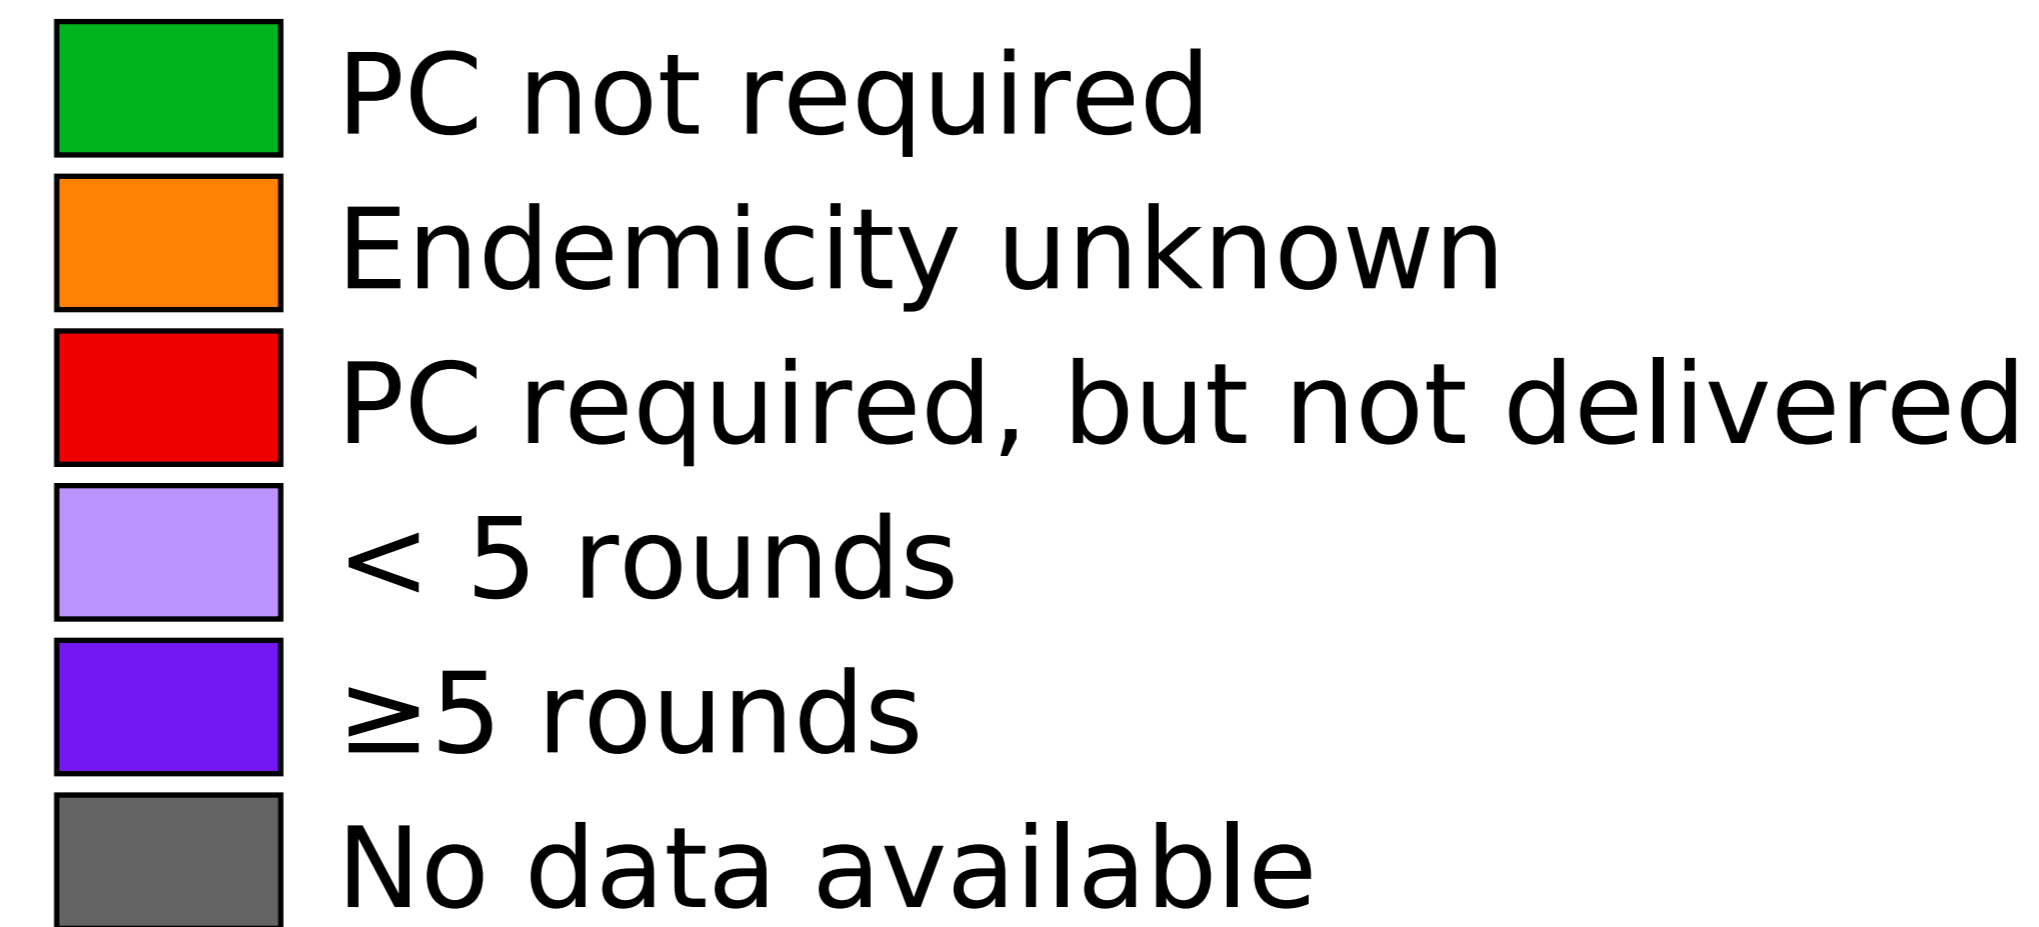 PC not required
Endemicity unknown
PC required, but not delivered
< 5 rounds
≥5 rounds
No data available